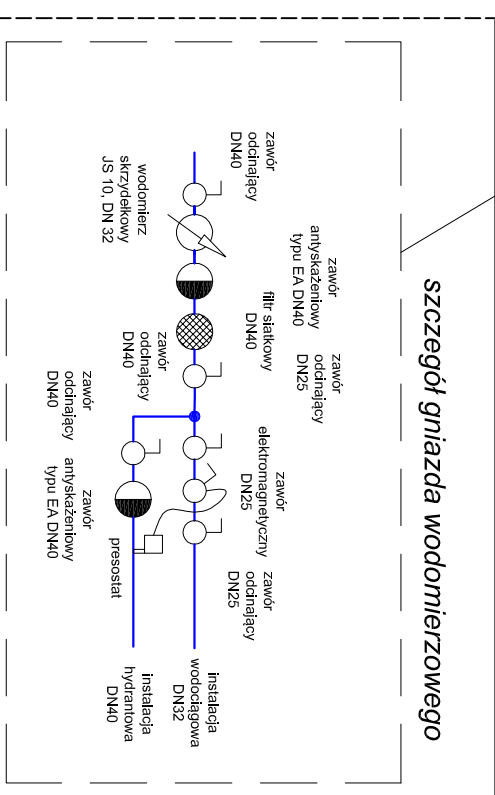 szczegół gniazda wodomierzowego
zawór
odcinający
DN40
wodomierz
skrzydełkowy
JS 10, DN 32
zawór
antyskażeniowy
typu EA DN40
filtr siatkowy
DN40
zawór
odcinający
DN40
zawór
odcinający
DN25
zawór
elektromagnetyczny
DN25
zawór
odcinający
DN25
zawór
odcinający
DN40
zawór
antyskażeniowy
typu EA DN40
presostat
instalacja
wodociągowa
DN32
instalacja
hydrantowa
DN40